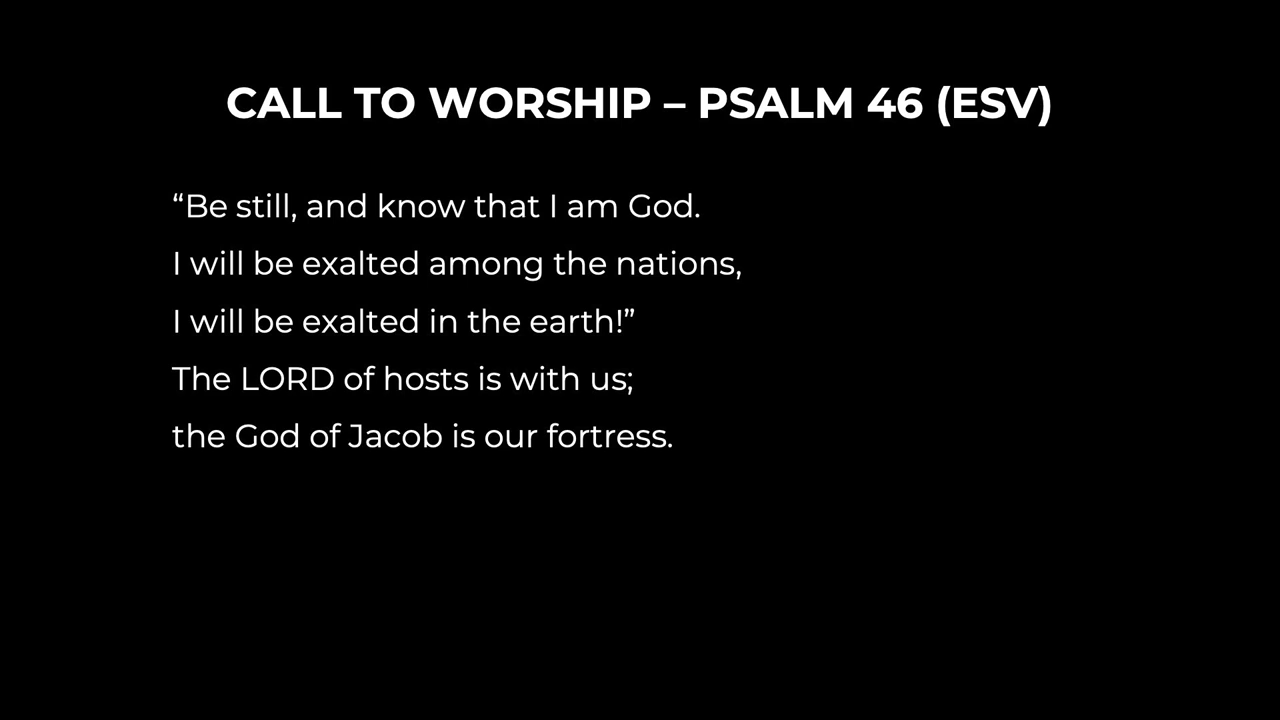 CALL TO WORSHIP – PSALM 46 (ESV)
“Be still, and know that I am God.
I will be exalted among the nations,
I will be exalted in the earth!”
The LORD of hosts is with us;
the God of Jacob is our fortress.